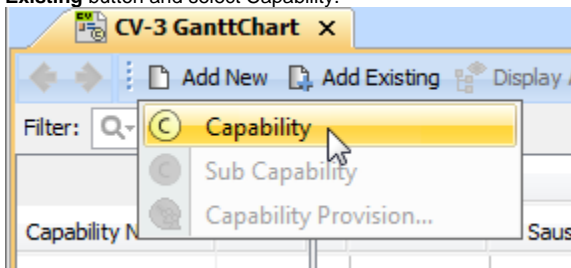 Existing button and select Capability.
CV-3 GanttChart
Add New Add Existing Display
Filter: Capability
Sub Capability
Capability Provision...
Capability N Saus